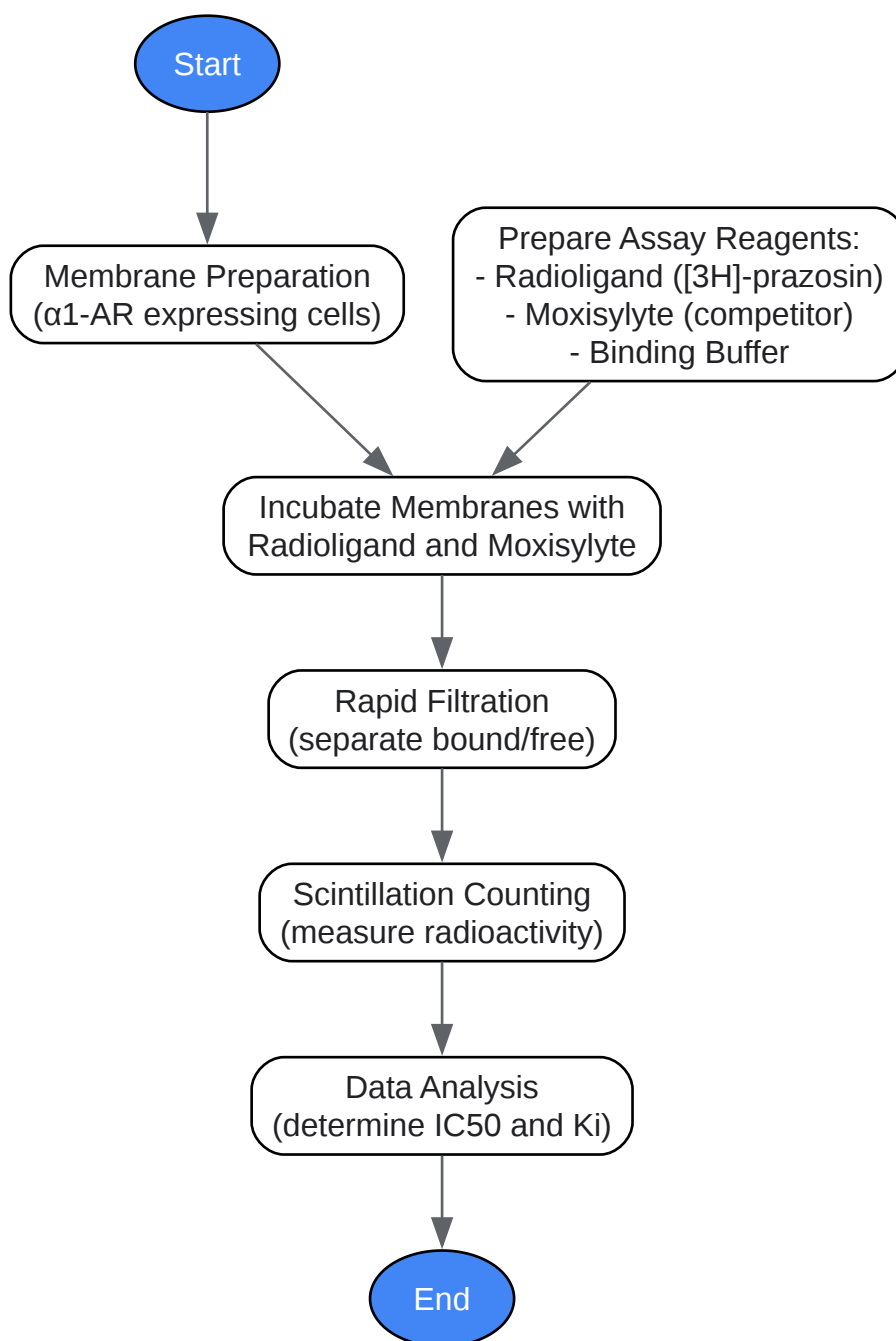 Start
Membrane Preparation
(α1-AR expressing cells)
Prepare Assay Reagents:
- Radioligand ([3H]-prazosin)
- Moxisylyte (competitor)
- Binding Buffer
Incubate Membranes with
Radioligand and Moxisylyte
Rapid Filtration
(separate bound/free)
Scintillation Counting
(measure radioactivity)
Data Analysis
(determine IC50 and Ki)
End